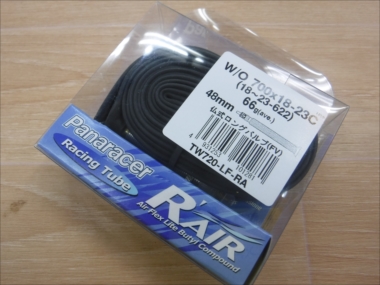 W/O 700×18-23C
(18~23-622)
66g(ave.)
48mm
仏式ロングバルブ(FV)
TW720-LF-RA
Panaracer
Racing Tube
R'AIR
Air Flex Lite Butyl Compound